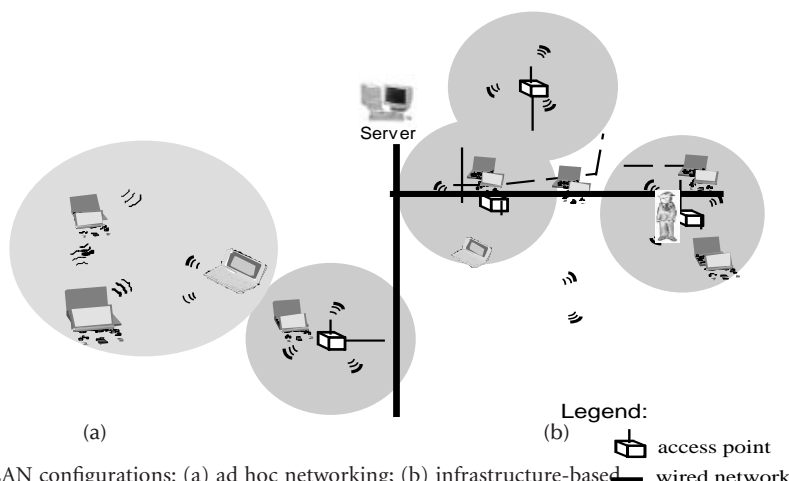 Server
(a)
(b)
Legend:
access point
wired network
AN configurations: (a) ad hoc networking; (b) infrastructure-based